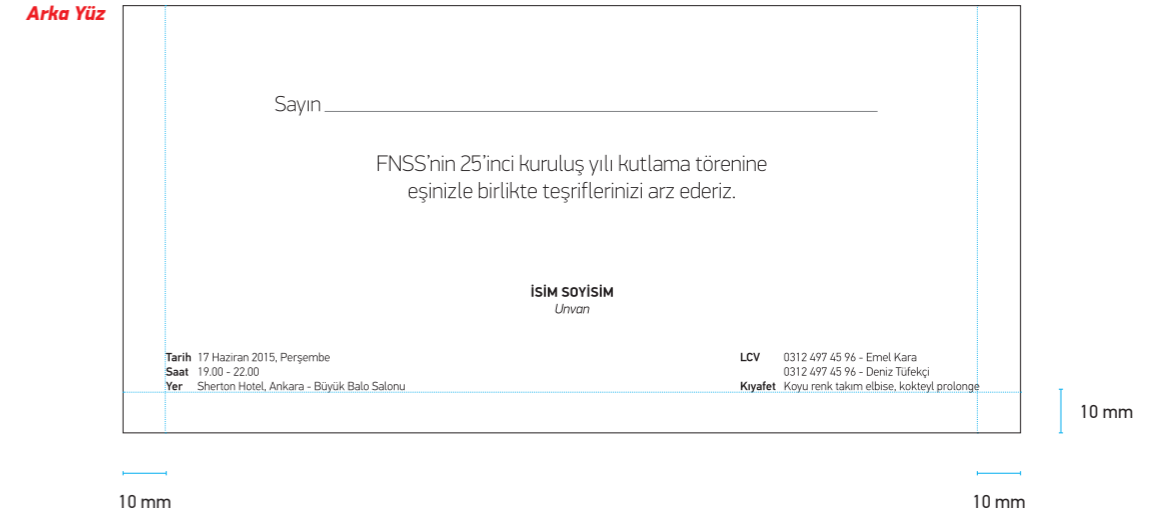 Arka Yüz
Sayın
FNSS’nin 25’inci kuruluş yılı kutlama törenine
eşinizle birlikte teşriflerinizi arz ederiz.
İSİM SOYİSİM
Unvan
Tarih 17 Haziran 2015, Perşembe
Saat 19.00 - 22.00
Yer Sherton Hotel, Ankara - Büyük Balo Salonu
LCV 0312 497 45 96 - Emel Kara
0312 497 45 96 - Deniz Tüfekçi
Kıyafet Koyu renk takım elbise, kokteyl prolonge
10 mm
10 mm
10 mm